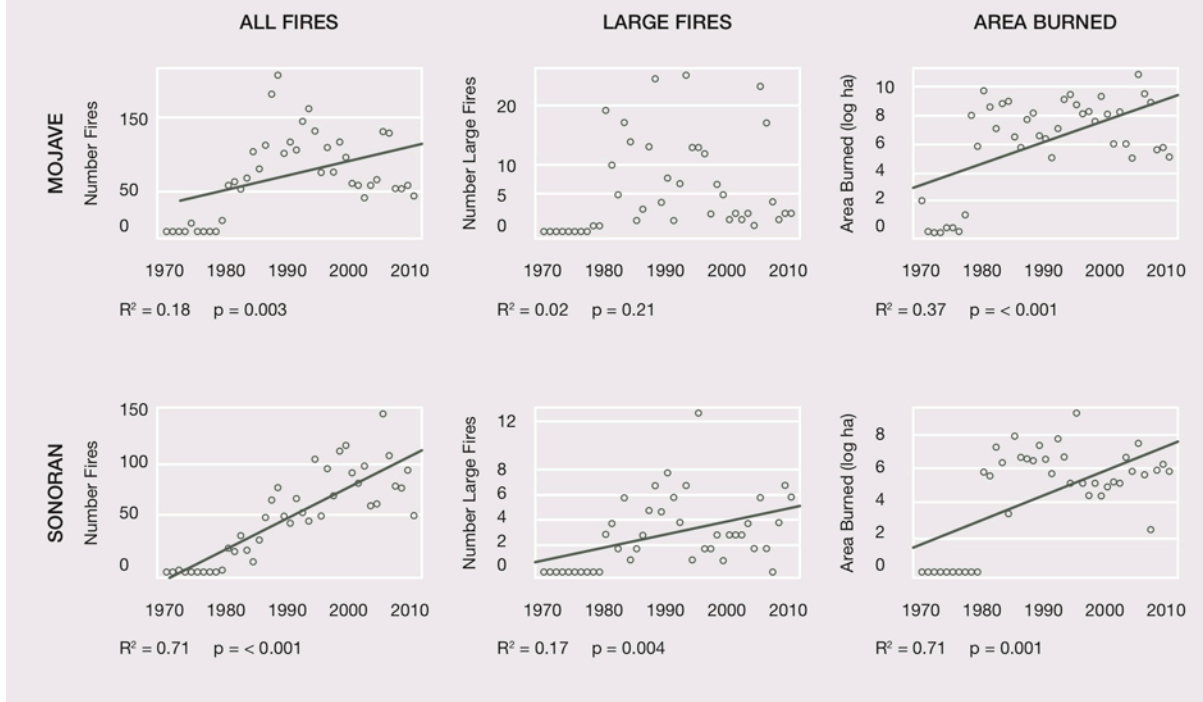 ALL FIRES
LARGE FIRES
AREA BURNED
MOJAVE
Number Fires
150
50
0
1970 1980 1990 2000 2010
R² = 0.18 p = 0.003
Number Large Fires
20
10
5
0
1970 1980 1990 2000 2010
R² = 0.02 p = 0.21
Area Burned (log ha)
10
8
6
4
2
0
1970 1980 1990 2000 2010
R² = 0.37 p = < 0.001
SONORAN
Number Fires
150
100
50
0
1970 1980 1990 2000 2010
R² = 0.71 p = < 0.001
Number Large Fires
12
8
6
4
2
0
1970 1980 1990 2000 2010
R² = 0.17 p = 0.004
Area Burned (log ha)
8
6
4
2
0
1970 1980 1990 2000 2010
R² = 0.71 p = 0.001